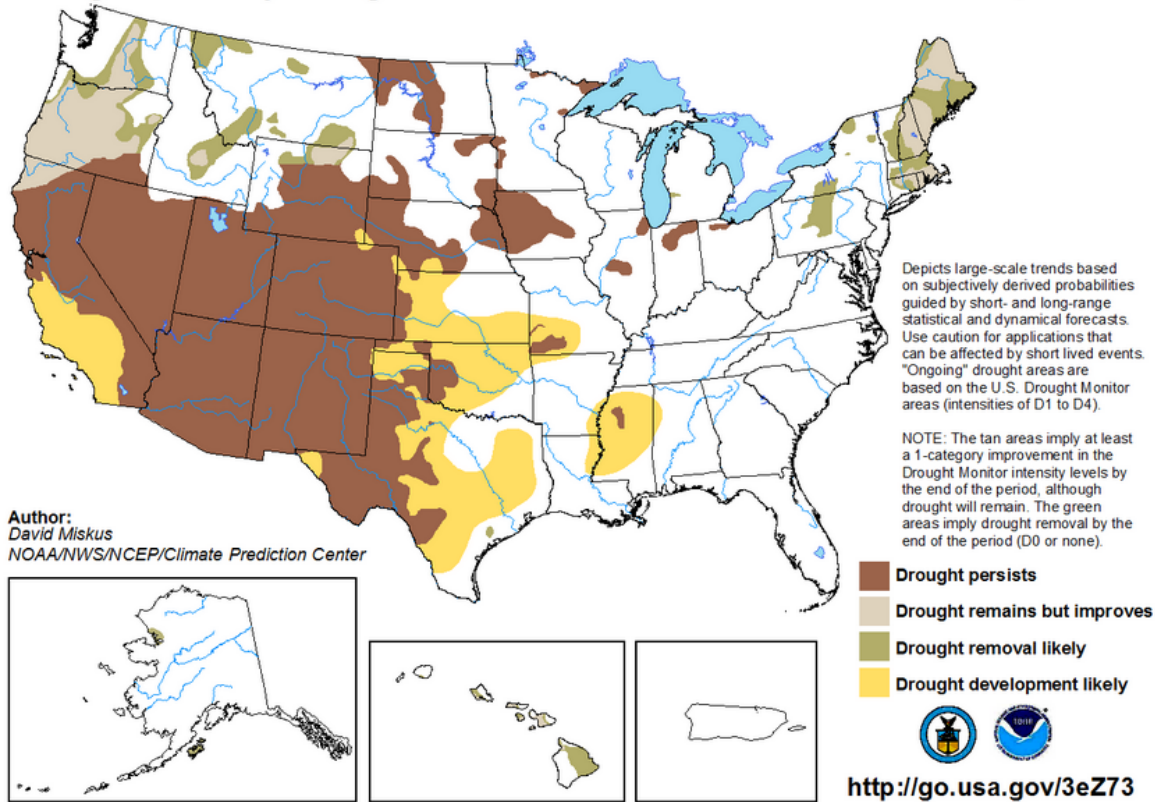 Depicts large-scale trends based
on subjectively derived probabilities
guided by short- and long-range
statistical and dynamical forecasts.
Use caution for applications that
can be affected by short lived events.
"Ongoing" drought areas are
based on the U.S. Drought Monitor
areas (intensities of D1 to D4).
NOTE: The tan areas imply at least
a 1-category improvement in the
Drought Monitor intensity levels by
the end of the period, although
drought will remain. The green
areas imply drought removal by the
end of the period (D0 or none).
Author:
David Miskus
NOAA/NWS/NCEP/Climate Prediction Center
Drought persists
Drought remains but improves
Drought removal likely
Drought development likely
http://go.usa.gov/3eZ73